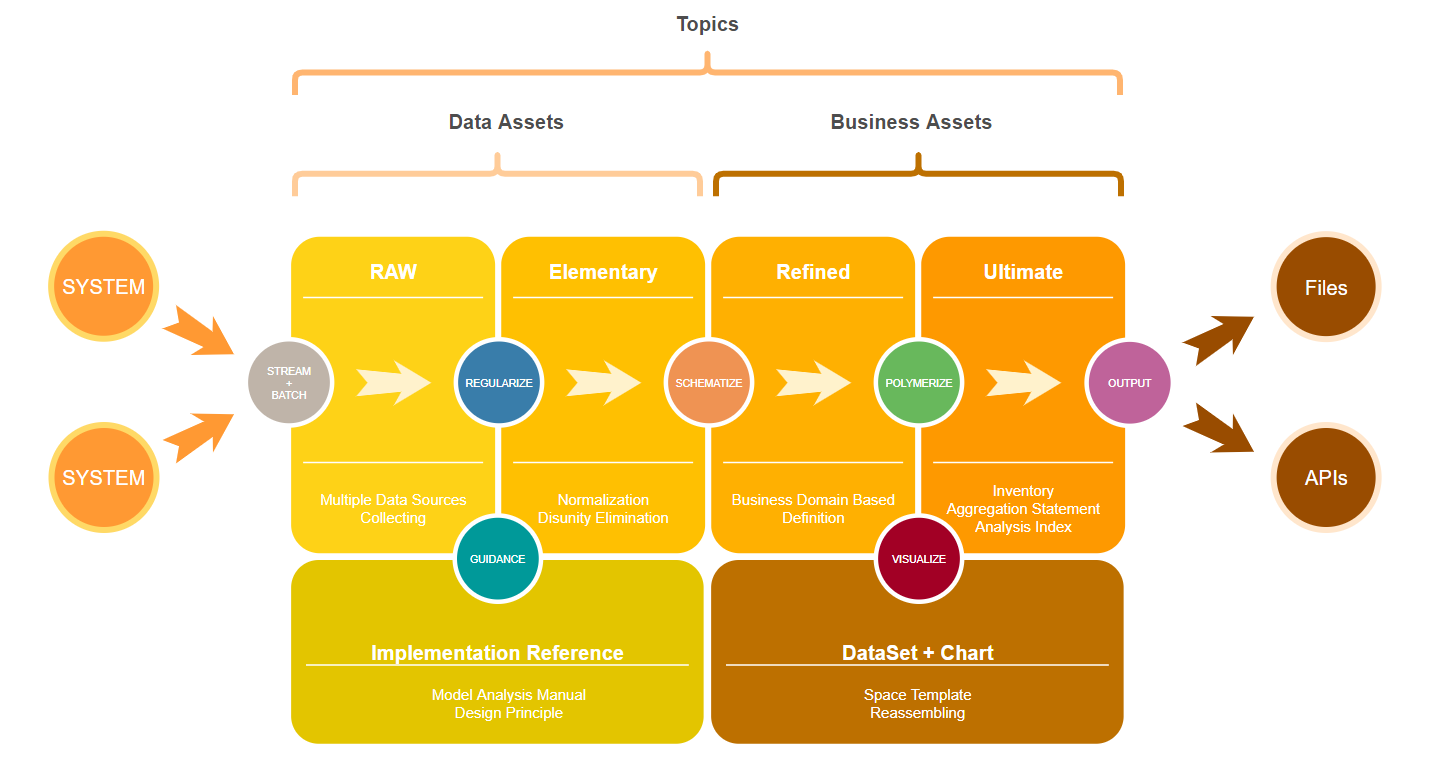 Topics
Data Assets
Business Assets
RAW
Elementary
Refined
Ultimate
SYSTEM
SYSTEM
STREAM
+
BATCH
REGULARIZE
SCHEMATIZE
POLYMERIZE
OUTPUT
Files
APIs
Multiple Data Sources
Collecting
Normalization
Disunity Elimination
Business Domain Based
Definition
Inventory
Aggregation Statement
Analysis Index
GUIDANCE
VISUALIZE
Implementation Reference
Model Analysis Manual
Design Principle
DataSet + Chart
Space Template
Reassembling